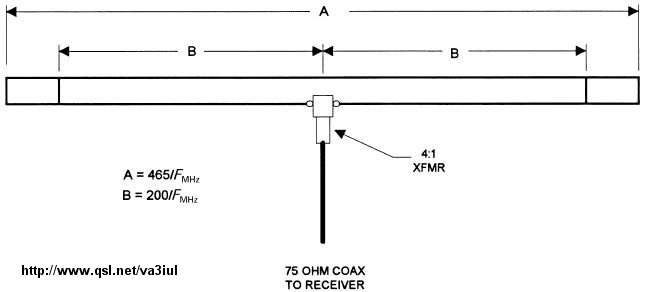 A
B
B
4:1
XFMR
A = 465/FMHz
B = 200/FMHz
http://www.qsl.net/va3iul
75 OHM COAX
TO RECEIVER